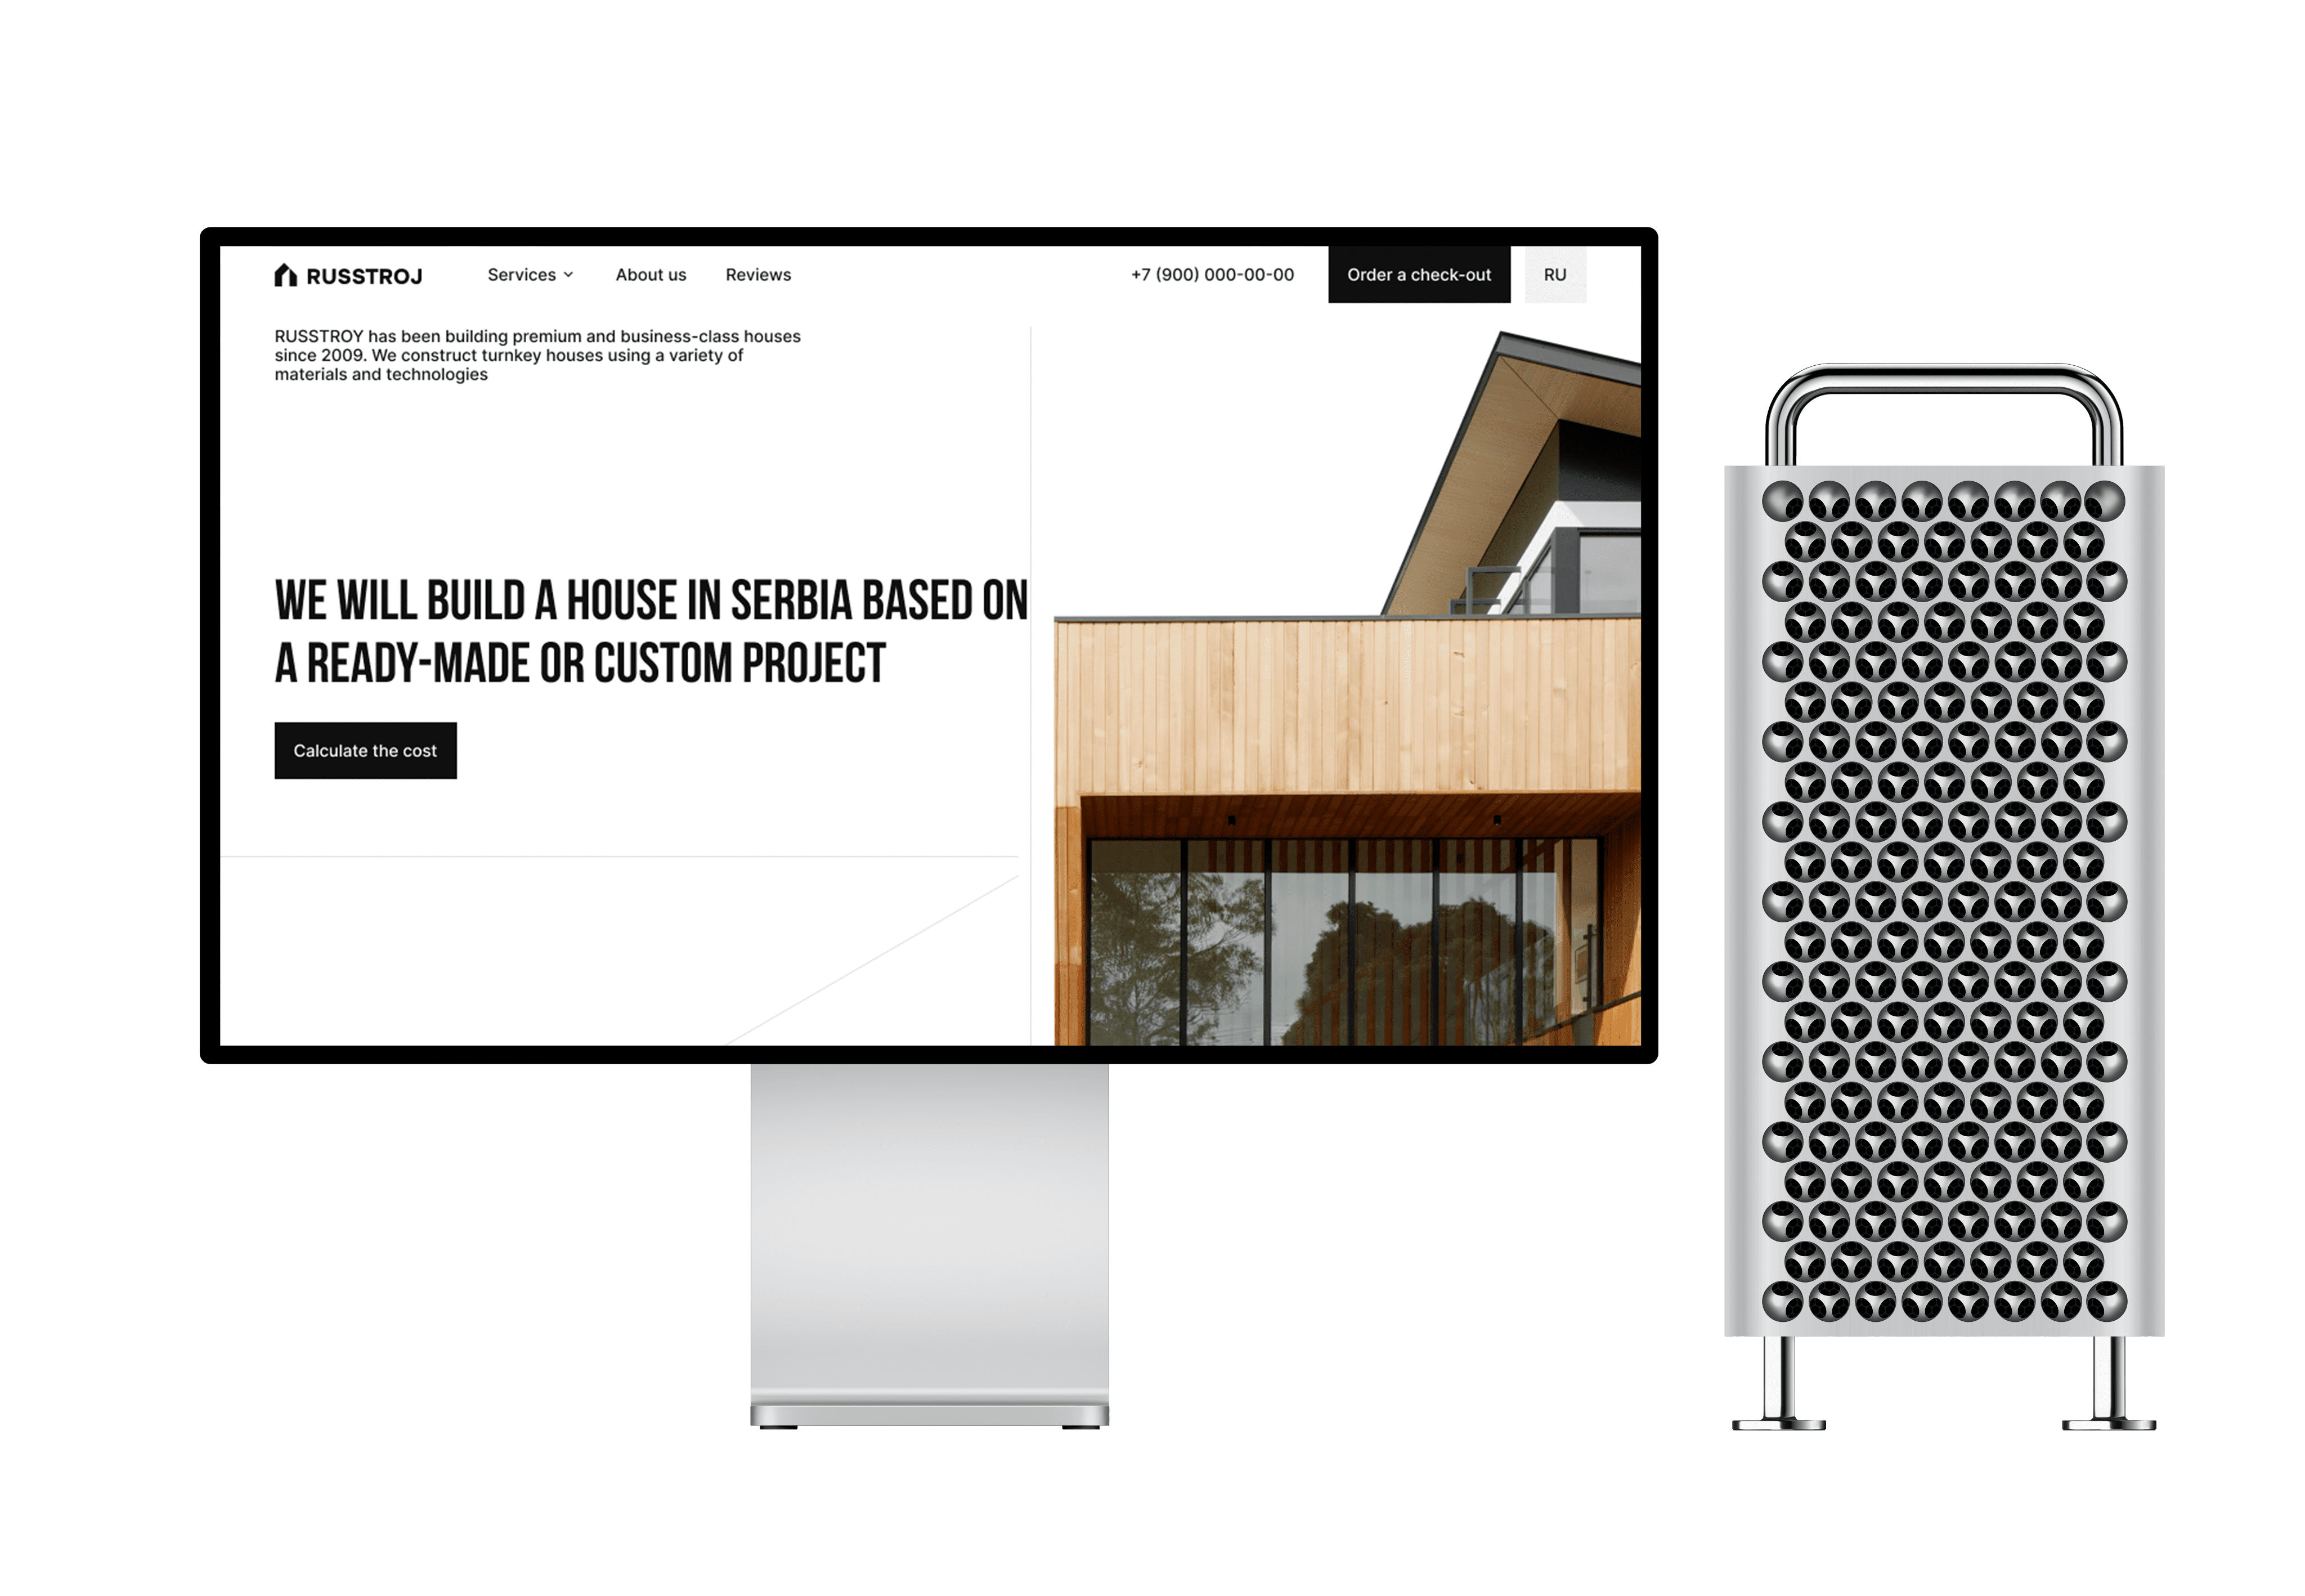 RUSSTROJ
Services
About us
Reviews
+7 (900) 000-00-00
Order a check-out
RU
RUSSTROY has been building premium and business-class houses
since 2009. We construct turnkey houses using a variety of
materials and technologies
WE WILL BUILD A HOUSE IN SERBIA BASED ON
A READY-MADE OR CUSTOM PROJECT
Calculate the cost